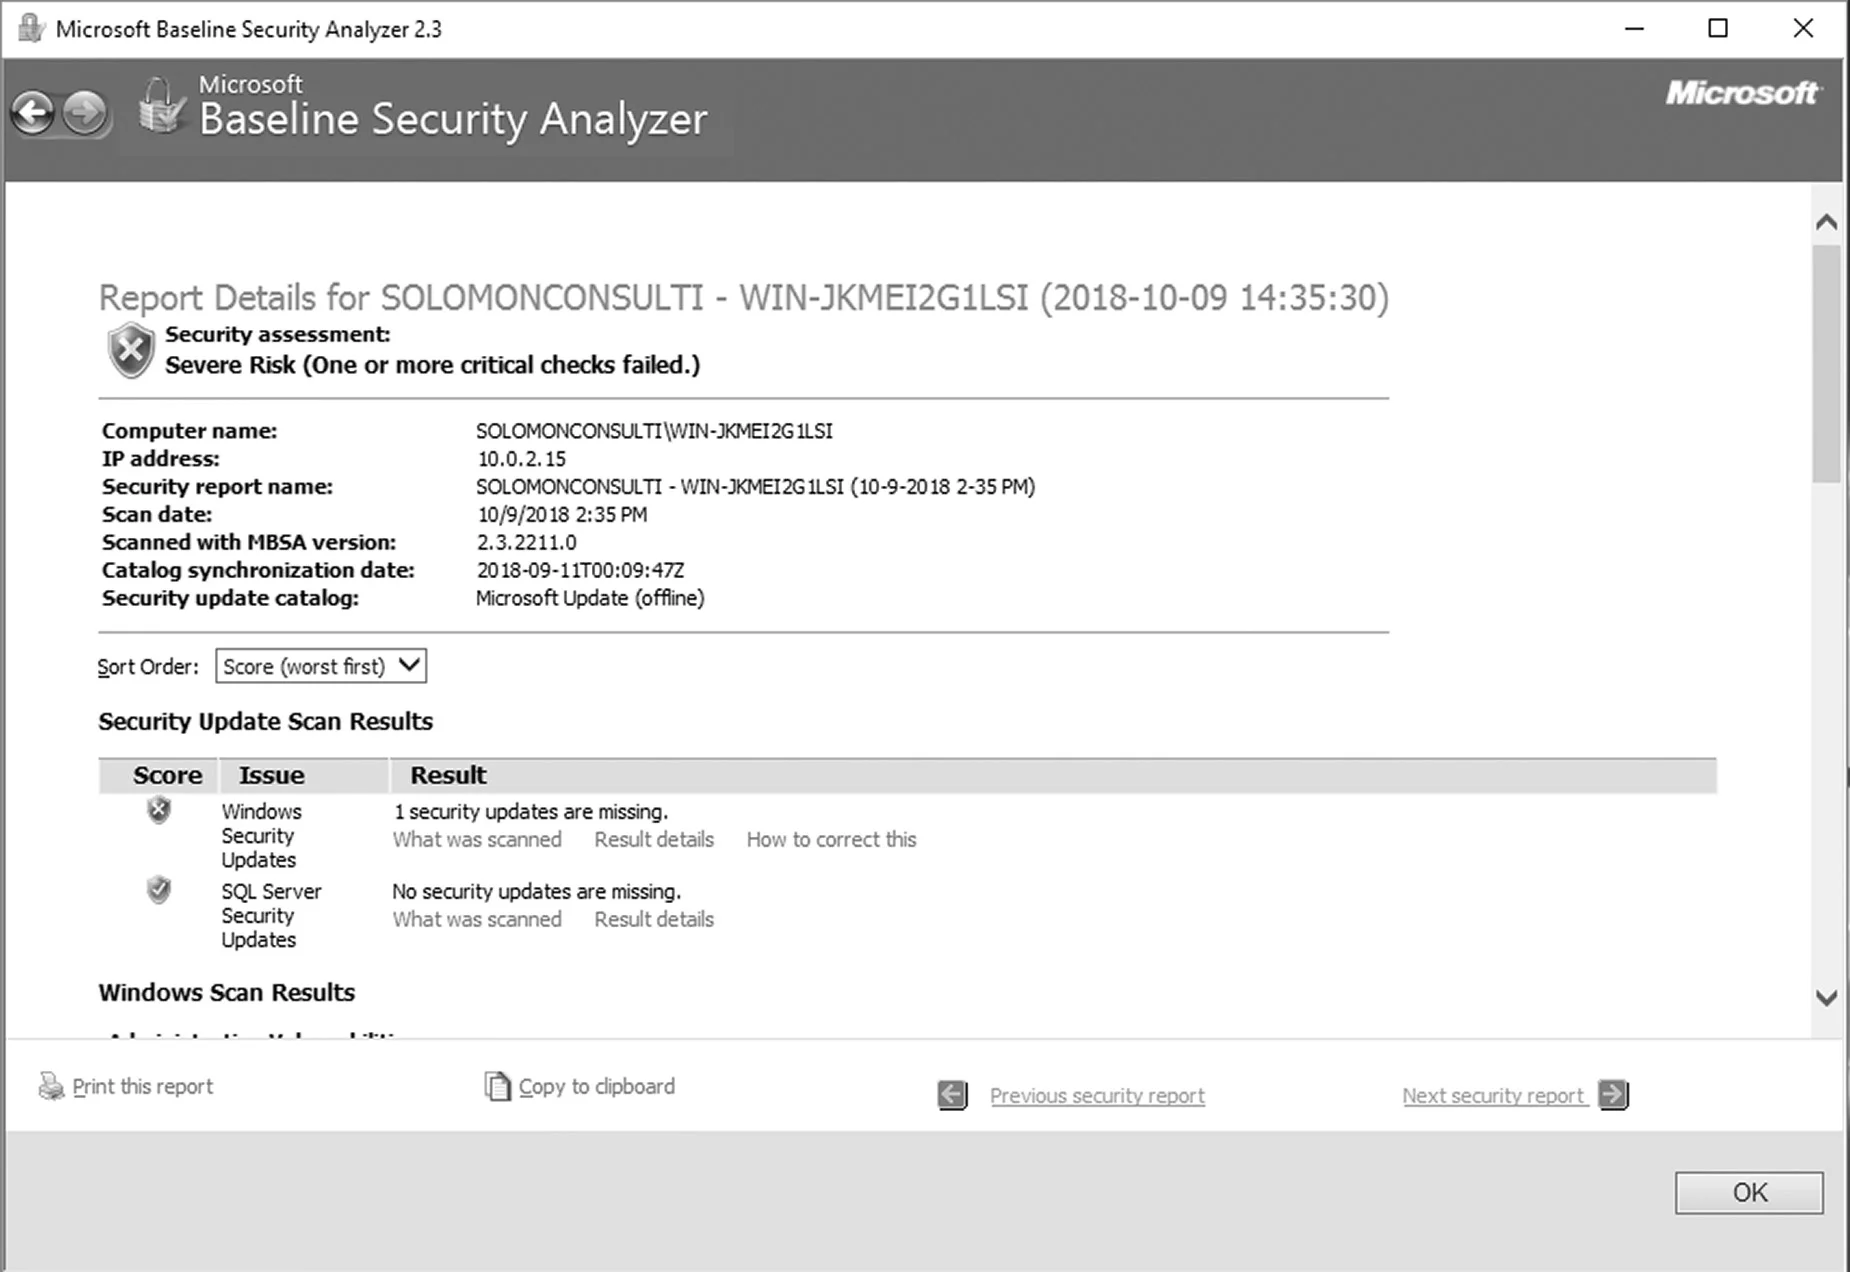 Microsoft Baseline Security Analyzer 2.3
Microsoft
Baseline Security Analyzer
Microsoft
Report Details for SOLOMONCONSULTI - WIN-JKMEI2G1LSI (2018-10-09 14:35:30)
Security assessment:
Severe Risk (One or more critical checks failed.)
Computer name: SOLOMONCONSULTI\WIN-JKMEI2G1LSI
IP address: 10.0.2.15
Security report name: SOLOMONCONSULTI - WIN-JKMEI2G1LSI (10-9-2018 2-35 PM)
Scan date: 10/9/2018 2:35 PM
Scanned with MBSA version: 2.3.2211.0
Catalog synchronization date: 2018-09-11T00:09:47Z
Security update catalog: Microsoft Update (offline)
Sort Order: Score (worst first)
Security Update Scan Results
Score Issue Result
Windows Security Updates
1 security updates are missing.
What was scanned Result details How to correct this
SQL Server Security Updates
No security updates are missing.
What was scanned Result details
Windows Scan Results
Print this report Copy to clipboard Previous security report Next security report
OK